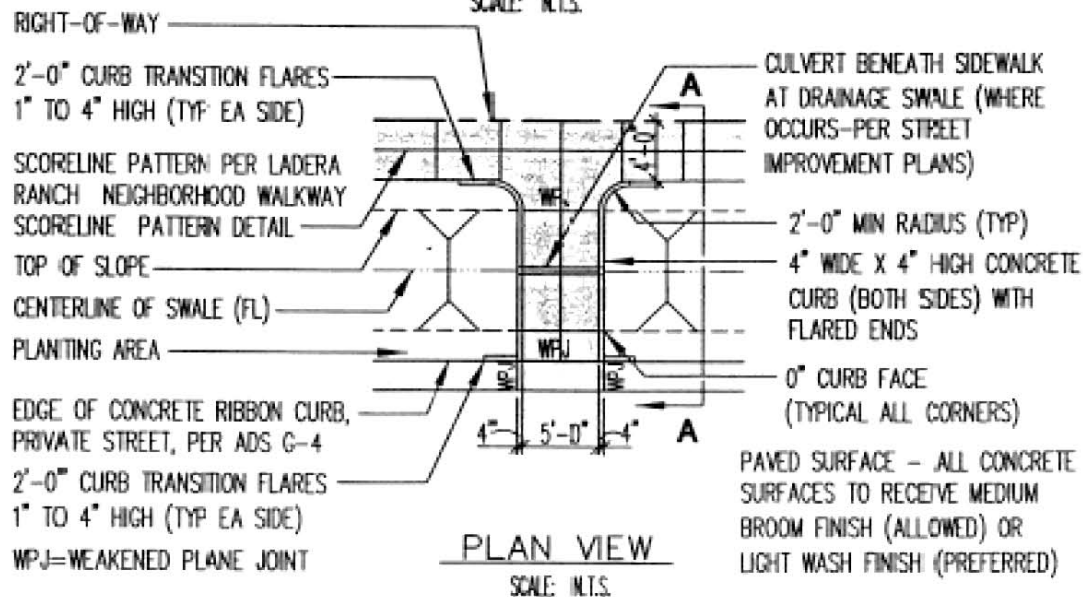 SCALE: N.T.S.
RIGHT-OF-WAY
2'-0" CURB TRANSITION FLARES
1" TO 4" HIGH (TYP EA SIDE)
SCORELINE PATTERN PER LADERA
RANCH NEIGHBORHOOD WALKWAY
SCORELINE PATTERN DETAIL
TOP OF SLOPE
CENTERLINE OF SWALE (FL)
PLANTING AREA
EDGE OF CONCRETE RIBBON CURB,
PRIVATE STREET, PER ADS C-4
2'-0" CURB TRANSITION FLARES
1" TO 4" HIGH (TYP EA SIDE)
WPJ=WEAKENED PLANE JOINT
WPJ
4'-0"
WPJ
WPJ
WPJ
4" 5'-0" 4"
A
A
CULVERT BENEATH SIDEWALK
AT DRAINAGE SWALE (WHERE
OCCURS-PER STREET
IMPROVEMENT PLANS)
2'-0" MIN RADIUS (TYP)
4" WIDE X 4" HIGH CONCRETE
CURB (BOTH SIDES) WITH
FLARED ENDS
0" CURB FACE
(TYPICAL ALL CORNERS)
PAVED SURFACE - ALL CONCRETE
SURFACES TO RECEIVE MEDIUM
BROOM FINISH (ALLOWED) OR
LIGHT WASH FINISH (PREFERRED)
PLAN VIEW
SCALE: N.T.S.